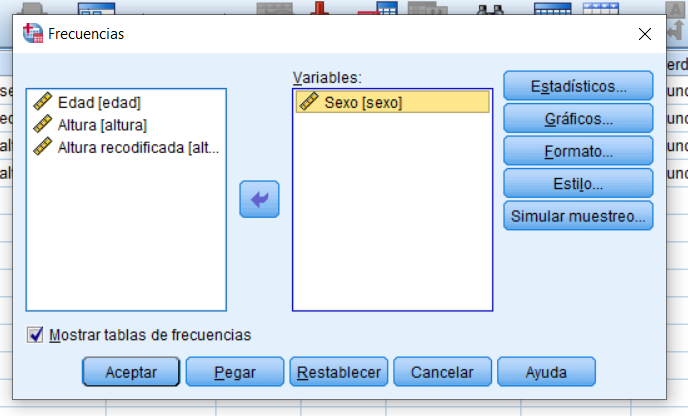 Frecuencias
Variables:
Edad [edad]
Altura [altura]
Altura recodificada [alt...
Sexo [sexo]
Estadísticos...
Gráficos...
Formato...
Estilo...
Simular muestreo...
Mostrar tablas de frecuencias
Aceptar
Pegar
Restablecer
Cancelar
Ayuda